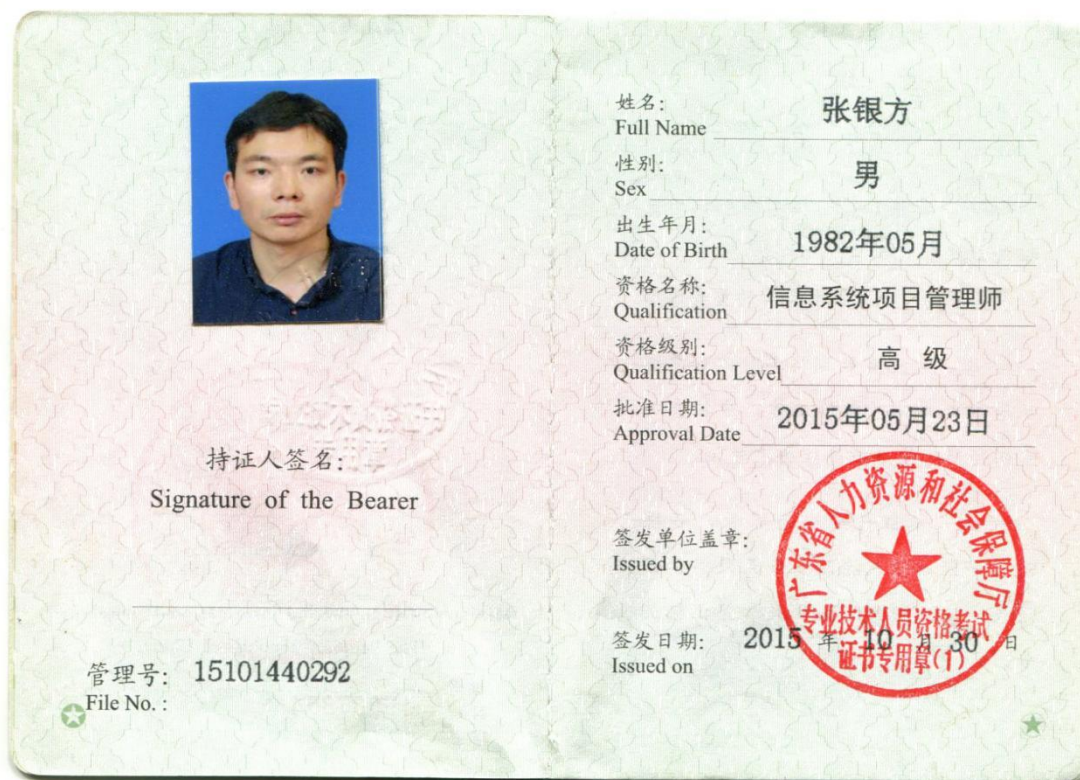 持证人签名:
Signature of the Bearer
管理号: 15101440292
File No. :
姓名: 张银方
Full Name
性别: 男
Sex
出生年月: 1982年05月
Date of Birth
资格名称: 信息系统项目管理师
Qualification
资格级别: 高 级
Qualification Level
批准日期: 2015年05月23日
Approval Date
签发单位盖章:
Issued by
广东省人力资源和社会保障厅
专业技术人员资格考试
证书专用章(1)
签发日期: 2015 年 10 月 30 日
Issued on